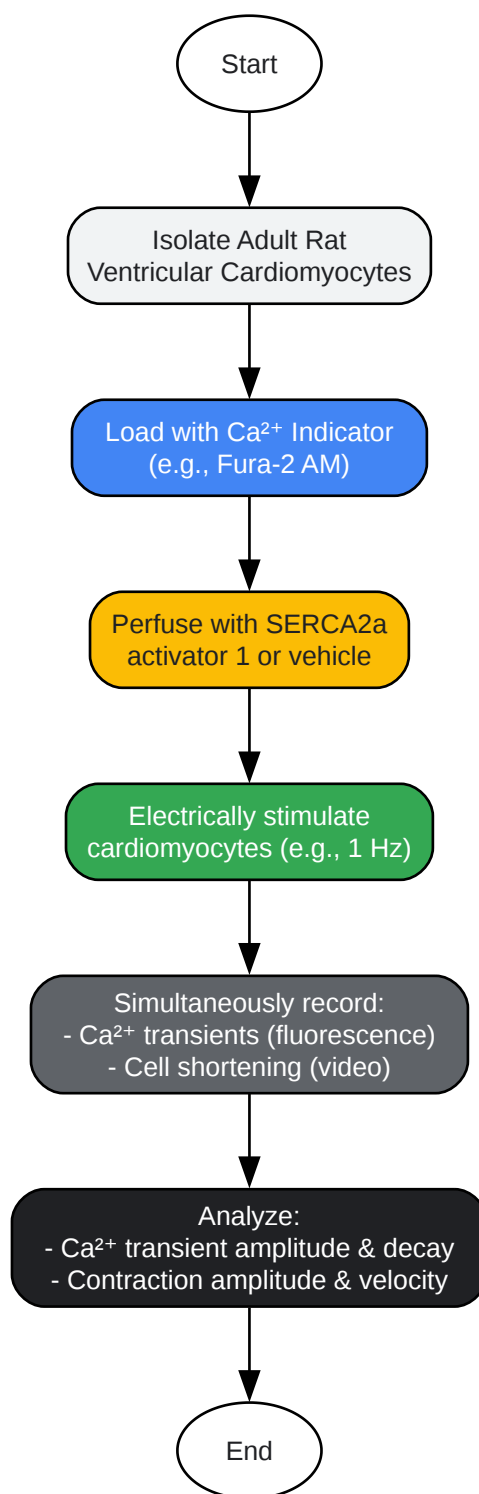 Start
Isolate Adult Rat
Ventricular Cardiomyocytes
Load with Ca²⁺ Indicator
(e.g., Fura-2 AM)
Perfuse with SERCA2a
activator 1 or vehicle
Electrically stimulate
cardiomyocytes (e.g., 1 Hz)
Simultaneously record:
- Ca²⁺ transients (fluorescence)
- Cell shortening (video)
Analyze:
- Ca²⁺ transient amplitude & decay
- Contraction amplitude & velocity
End